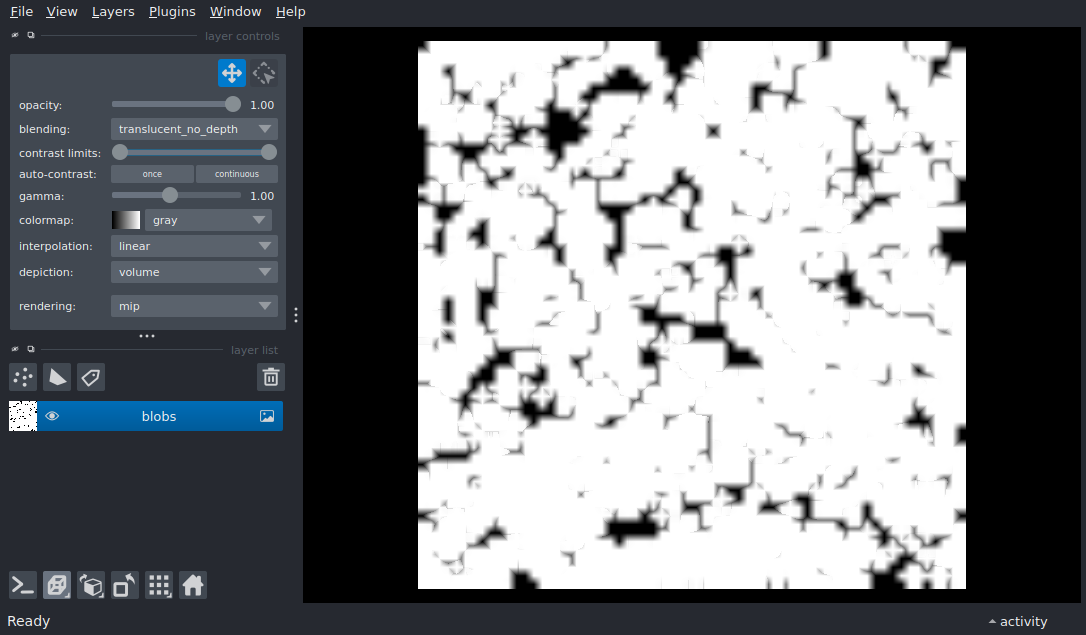 File View Layers Plugins Window Help
layer controls
opacity: 1.00
blending: translucent_no_depth
contrast limits:
auto-contrast: once continuous
gamma: 1.00
colormap: gray
interpolation: linear
depiction: volume
rendering: mip
layer list
blobs
Ready
activity